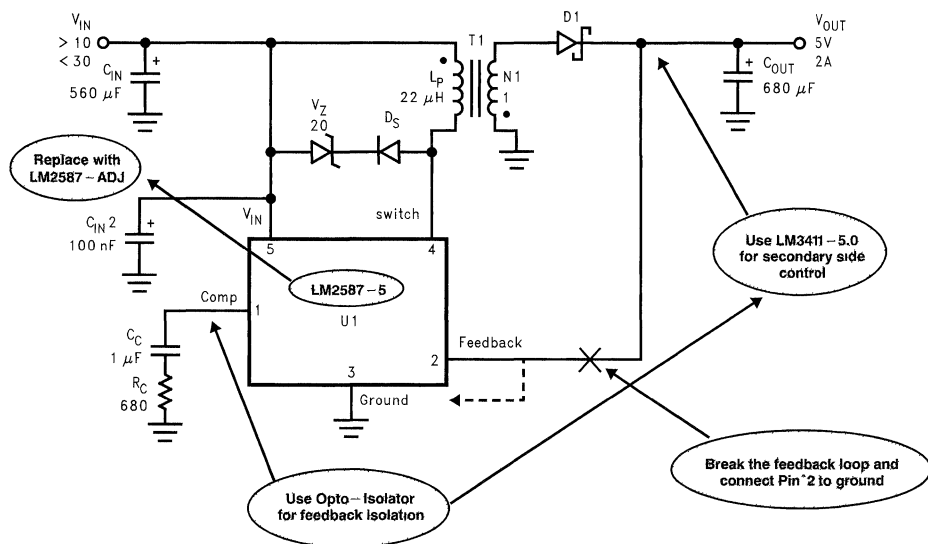 V_IN
> 10
< 30
C_IN
560 µF
+
T1
L_P
22 µH
N1
1
D1
V_OUT
5V
2A
+
C_OUT
680 µF
V_Z
20
D_S
Replace with
LM2587-ADJ
C_IN 2
100 nF
+
V_IN
switch
5
4
Use LM3411-5.0
for secondary side
control
LM2587-5
U1
Comp
1
C_C
1 µF
R_C
680
Feedback
2
3
Ground
Break the feedback loop and
connect Pinˆ2 to ground
Use Opto-Isolator
for feedback isolation